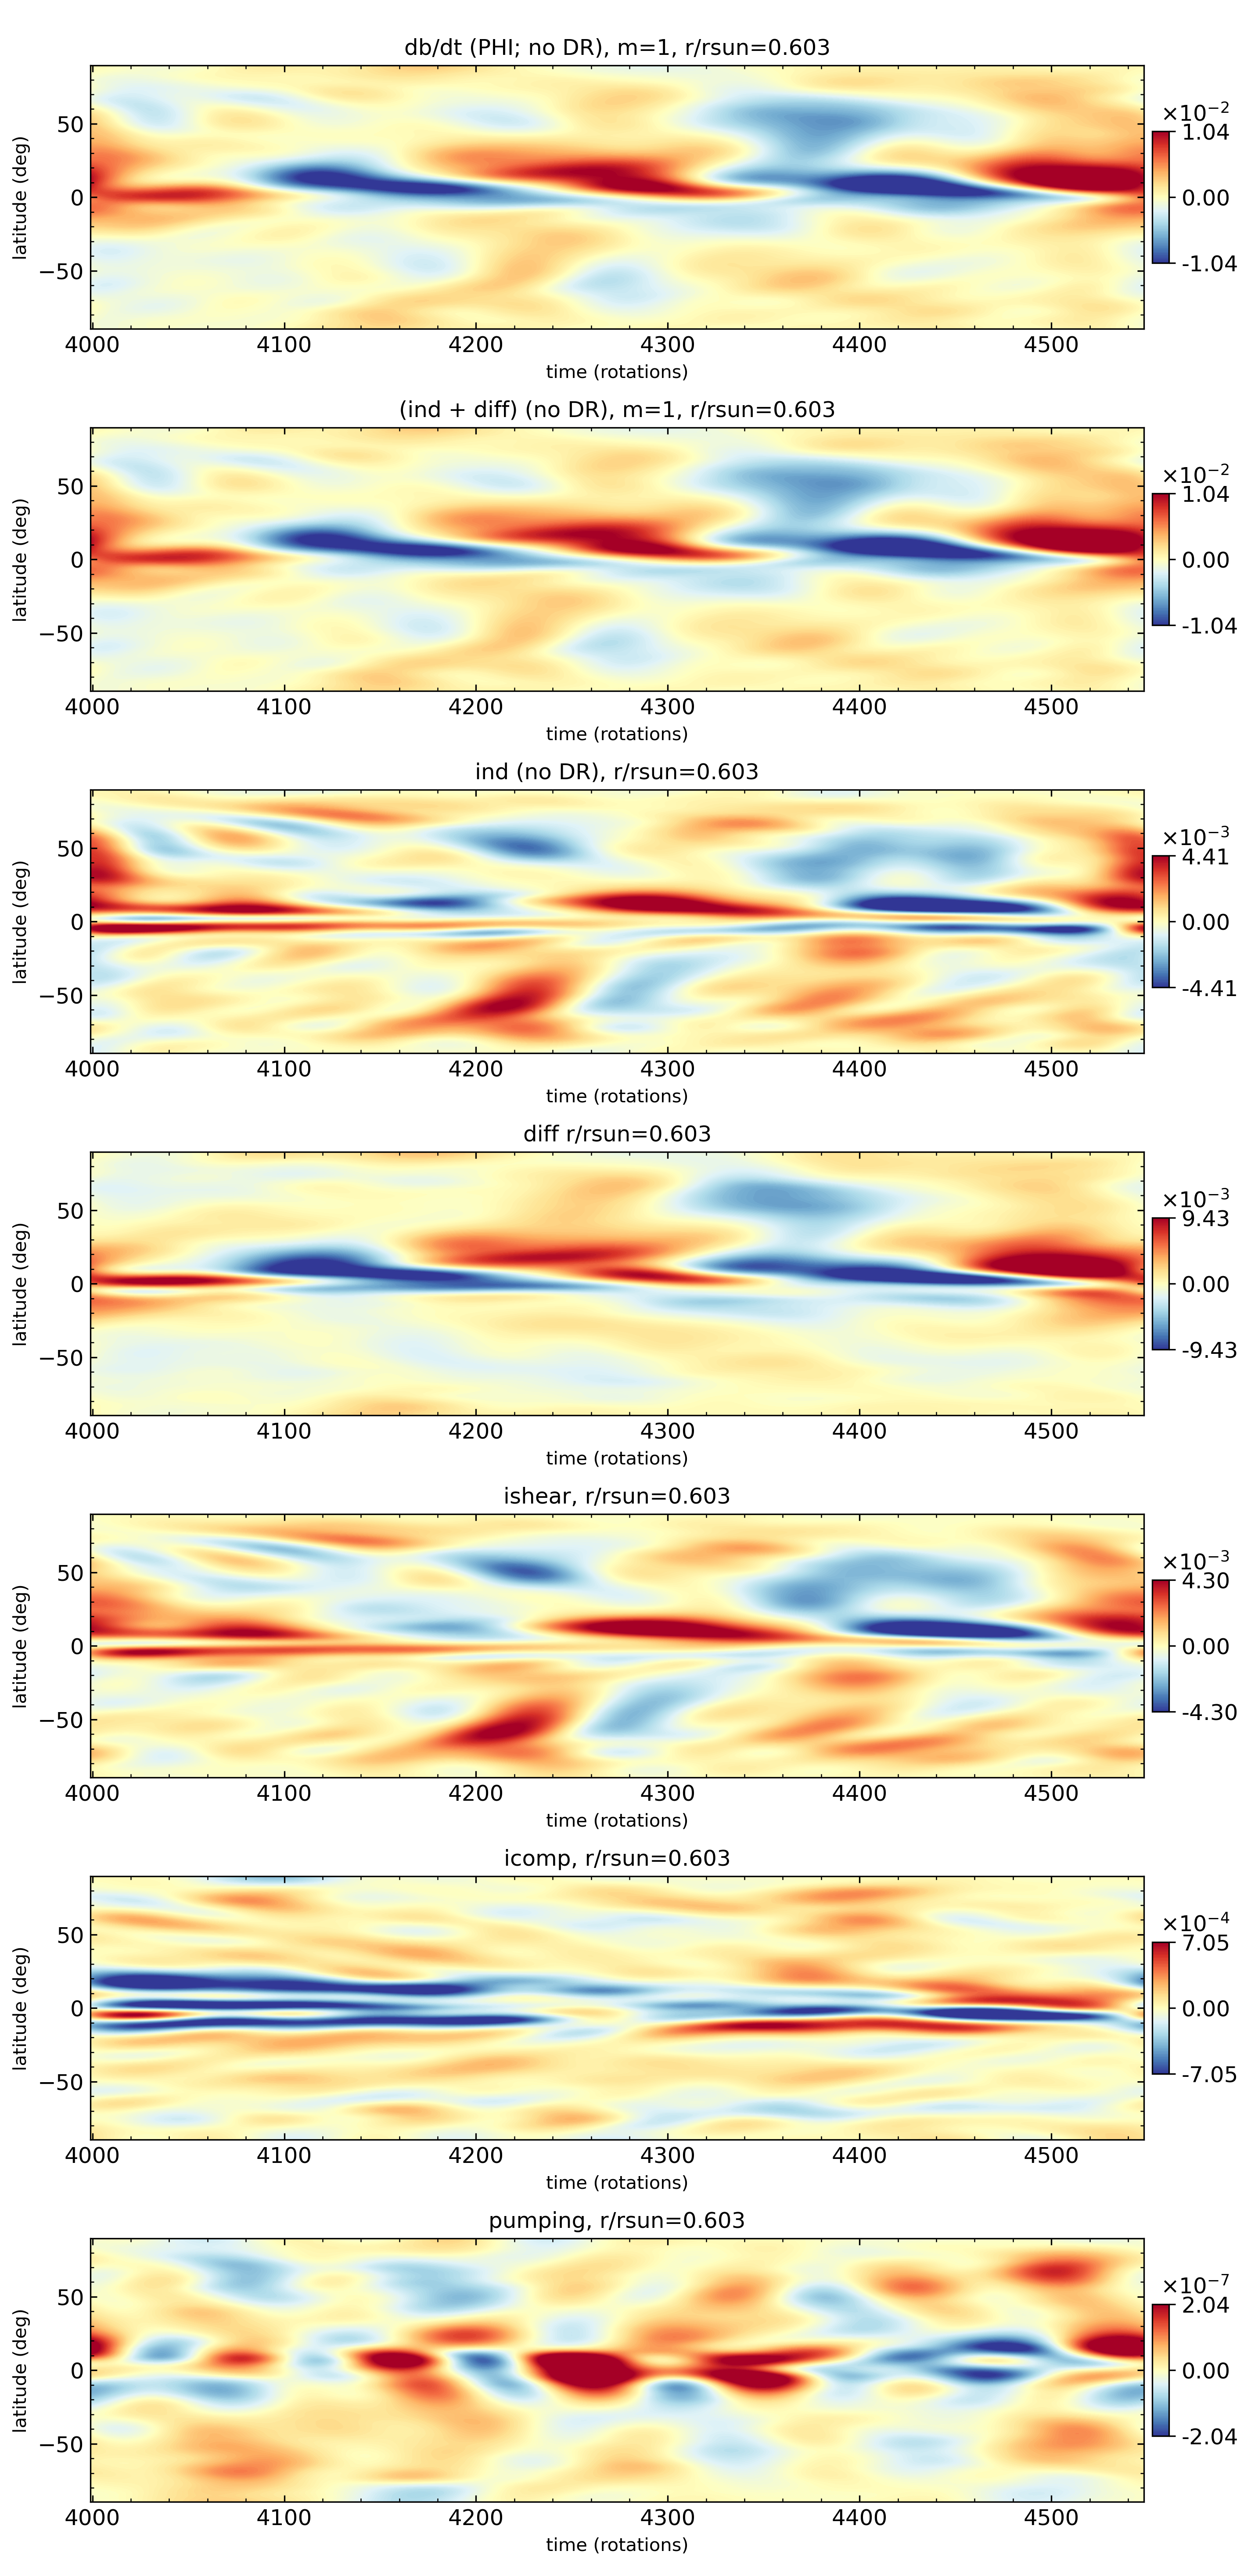 db/dt (PHI; no DR), m=1, r/rsun=0.603
×10−2
1.04
0.00
-1.04
latitude (deg)
50
0
−50
4000 4100 4200 4300 4400 4500
time (rotations)
(ind + diff) (no DR), m=1, r/rsun=0.603
×10−2
1.04
0.00
-1.04
latitude (deg)
50
0
−50
4000 4100 4200 4300 4400 4500
time (rotations)
ind (no DR), r/rsun=0.603
×10−3
4.41
0.00
-4.41
latitude (deg)
50
0
−50
4000 4100 4200 4300 4400 4500
time (rotations)
diff r/rsun=0.603
×10−3
9.43
0.00
-9.43
latitude (deg)
50
0
−50
4000 4100 4200 4300 4400 4500
time (rotations)
ishear, r/rsun=0.603
×10−3
4.30
0.00
-4.30
latitude (deg)
50
0
−50
4000 4100 4200 4300 4400 4500
time (rotations)
icomp, r/rsun=0.603
×10−4
7.05
0.00
-7.05
latitude (deg)
50
0
−50
4000 4100 4200 4300 4400 4500
time (rotations)
pumping, r/rsun=0.603
×10−7
2.04
0.00
-2.04
latitude (deg)
50
0
−50
4000 4100 4200 4300 4400 4500
time (rotations)